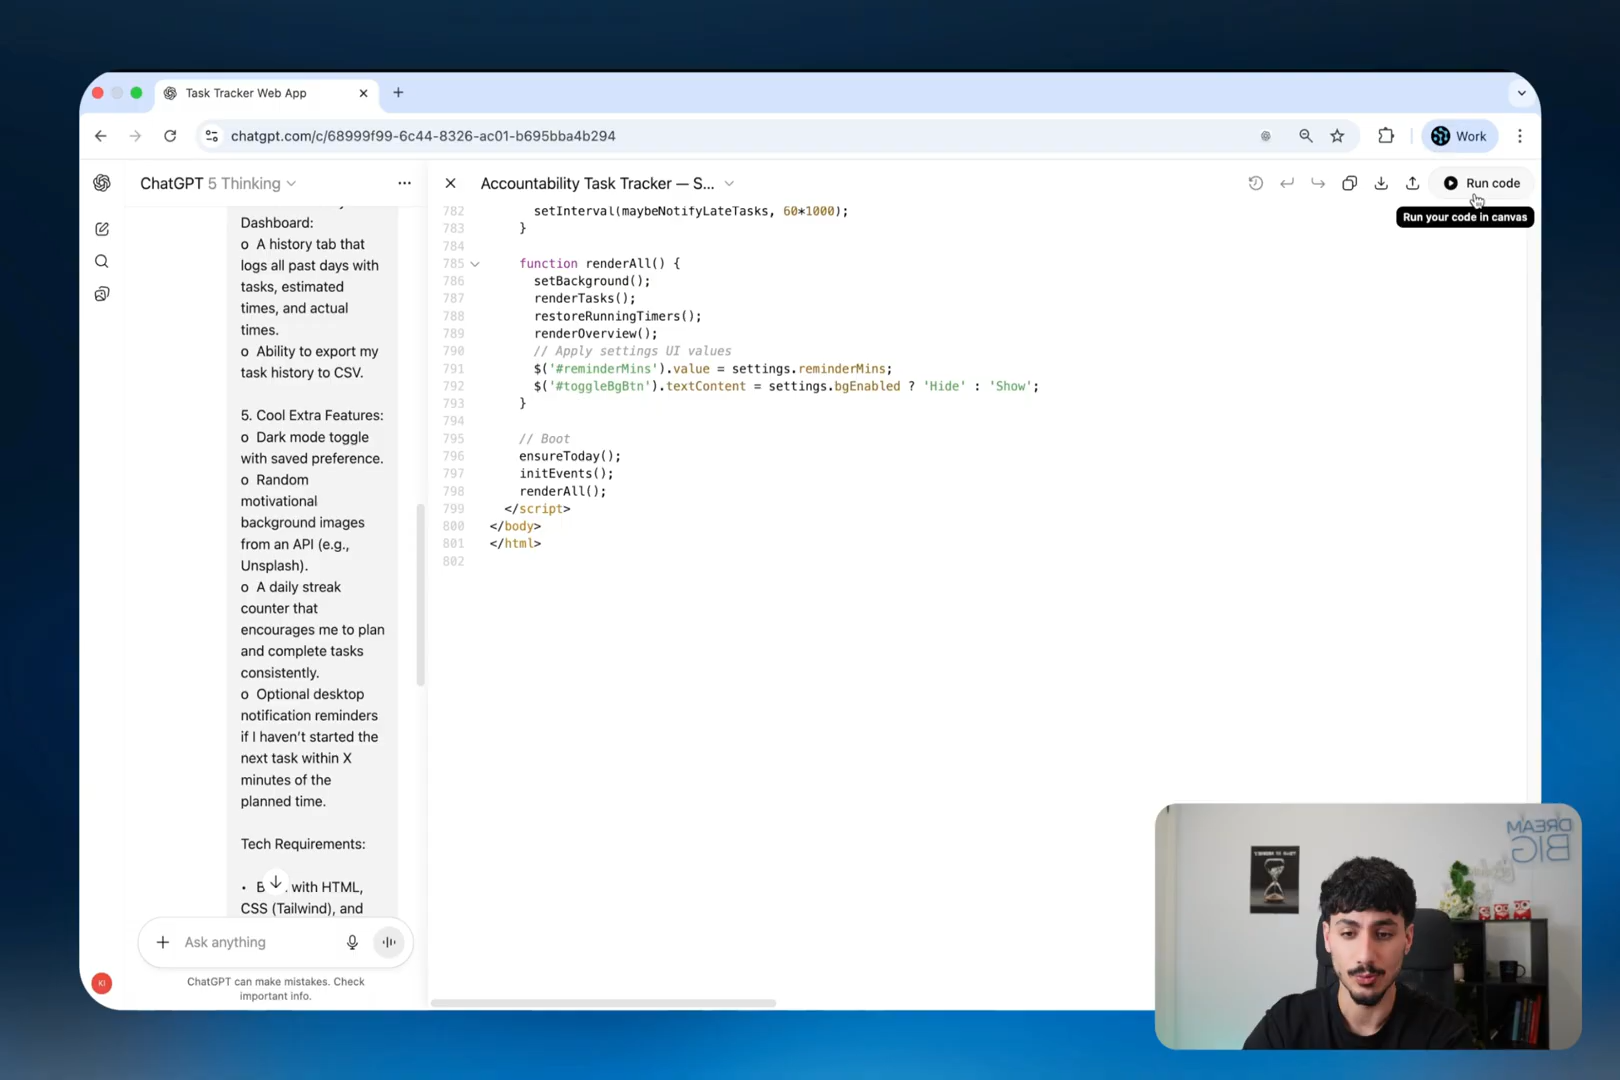 Task Tracker Web App
chatgpt.com/c/68999f99-6c44-8326-ac01-b695bba4b294
Work
ChatGPT 5 Thinking
Accountability Task Tracker — S...
Run code
Run your code in canvas
Dashboard:
o A history tab that
logs all past days with
tasks, estimated
times, and actual
times.
o Ability to export my
task history to CSV.
5. Cool Extra Features:
o Dark mode toggle
with saved preference.
o Random
motivational
background images
from an API (e.g.,
Unsplash).
o A daily streak
counter that
encourages me to plan
and complete tasks
consistently.
o Optional desktop
notification reminders
if I haven't started the
next task within X
minutes of the
planned time.
Tech Requirements:
with HTML,
CSS (Tailwind), and
Ask anything
ChatGPT can make mistakes. Check
important info.
KI
782 setInterval(maybeNotifyLateTasks, 60*1000);
783 }
784
785 function renderAll() {
786 setBackground();
787 renderTasks();
788 restoreRunningTimers();
789 renderOverview();
790 // Apply settings UI values
791 $('#reminderMins').value = settings.reminderMins;
792 $('#toggleBgBtn').textContent = settings.bgEnabled ? 'Hide' : 'Show';
793 }
794
795 // Boot
796 ensureToday();
797 initEvents();
798 renderAll();
799 </script>
800 </body>
801 </html>
802
DREAM
BIG